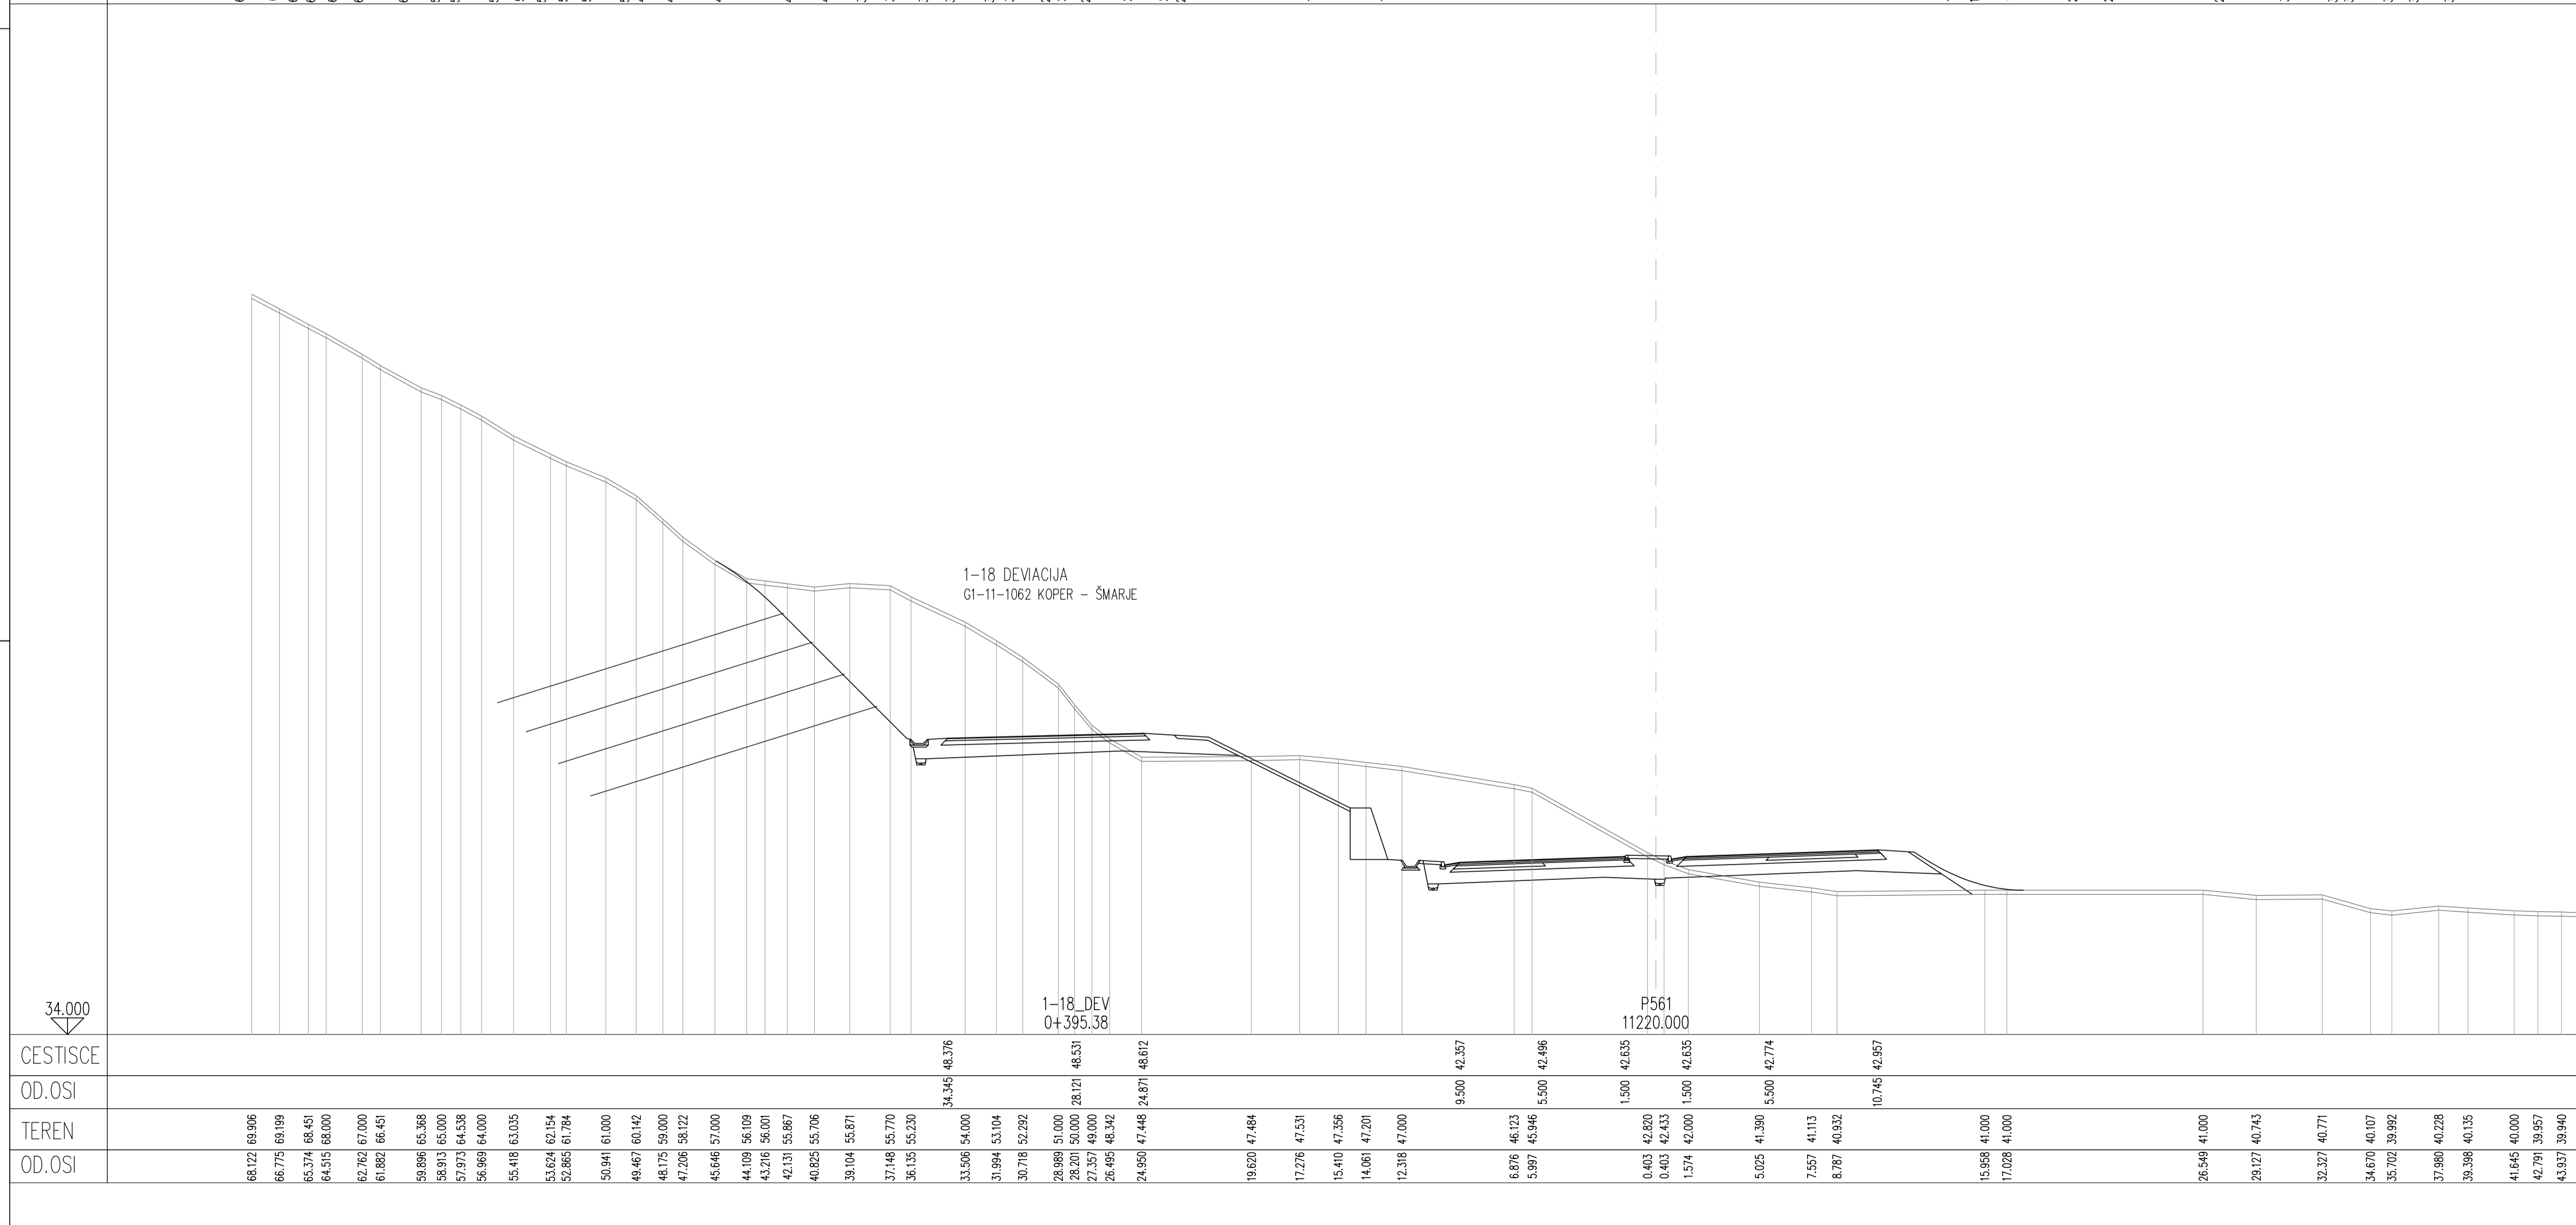 1-18 DEVIACIJA
G1-11-1062 KOPER - ŠMARJE
34.000
1-18_DEV
0+395.38
P561
11220.000
CESTISCE 48.376 48.531 48.612 42.357 42.496 42.635 42.635 42.774 42.957
OD.OSI 34.345 28.121 24.871 9.500 5.500 1.500 1.500 5.500 10.745
TEREN 69.906 69.199 68.451 68.000 67.000 66.451 65.368 65.000 64.538 64.000 63.035 62.154 61.784 61.000 60.142 59.000 58.122 57.000 56.109 56.001 55.867 55.706 55.871 55.770 55.230 54.000 53.104 52.292 51.000 50.000 49.000 48.342 47.448 47.484 47.531 47.356 47.201 47.000 46.123 45.946 42.820 42.433 42.000 41.390 41.113 40.932 41.000 41.000 41.000 40.743 40.771 40.107 39.992 40.228 40.135 40.000 39.957 39.940
OD.OSI 68.122 66.775 65.374 64.515 62.762 61.882 59.896 58.913 57.973 56.969 55.418 53.624 52.865 50.941 49.467 48.175 47.206 45.646 44.109 43.216 42.131 40.825 39.104 37.148 36.135 33.506 31.994 30.718 28.989 28.201 27.357 26.495 24.950 19.620 17.276 15.410 14.061 12.318 6.876 5.997 0.403 0.403 1.574 5.025 7.557 8.787 15.958 17.028 26.549 29.127 32.327 34.670 35.702 37.980 39.398 41.645 42.791 43.937